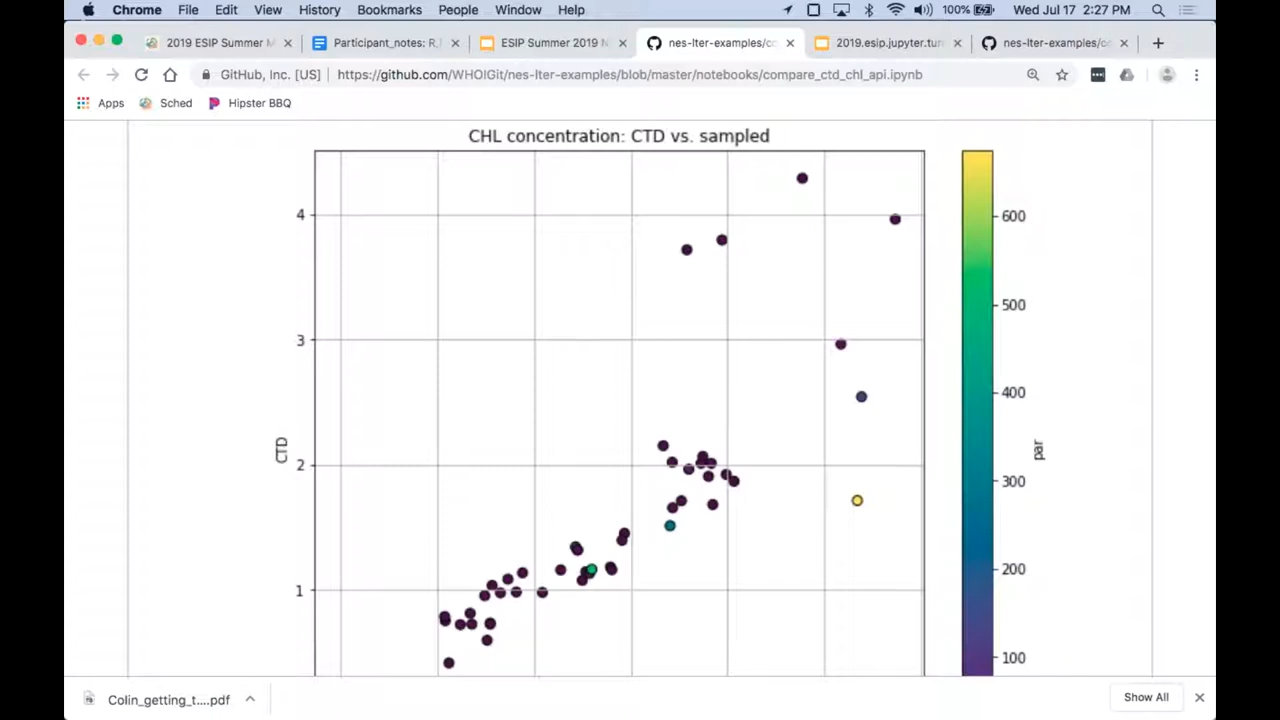 Chrome File Edit View History Bookmarks People Window Help 100% Wed Jul 17 2:27 PM
2019 ESIP Summer M Participant_notes: R, ESIP Summer 2019 N nes-lter-examples/co 2019.esip.jupyter.tun nes-lter-examples/co
GitHub, Inc. [US] https://github.com/WHOIGit/nes-lter-examples/blob/master/notebooks/compare_ctd_chl_api.ipynb
Apps Sched Hipster BBQ
CHL concentration: CTD vs. sampled
4
3
2
1
CTD
600
500
400
300
200
100
par
Colin_getting_t....pdf Show All